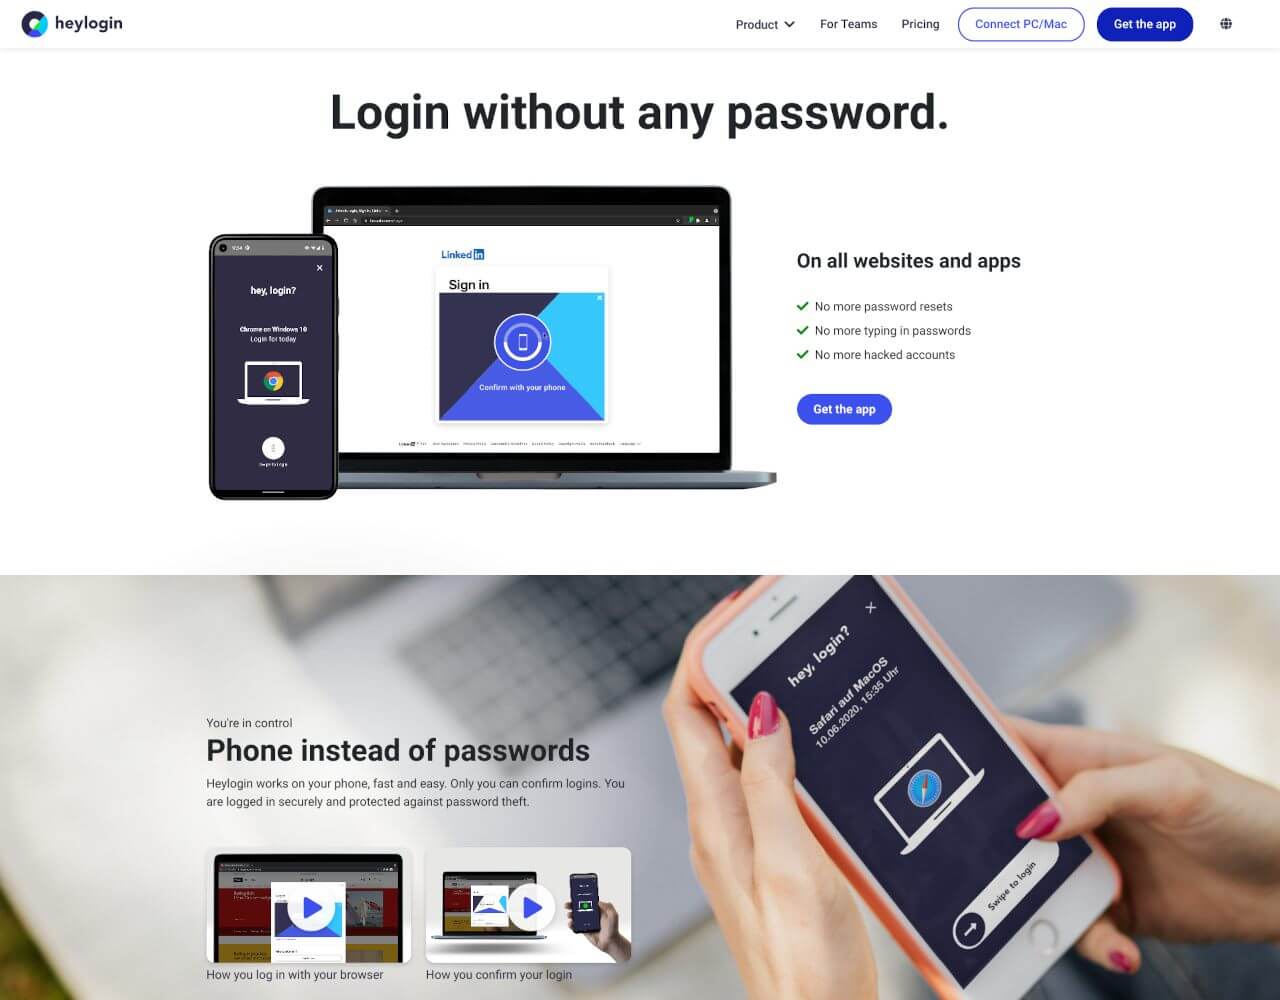 heylogin
Product
For Teams
Pricing
Connect PC/Mac
Get the app
Login without any password.
hey, login?
Chrome on Windows 10
Login for today
LinkedIn
Sign in
Confirm with your phone
On all websites and apps
No more password resets
No more typing in passwords
No more hacked accounts
Get the app
You're in control
Phone instead of passwords
Heylogin works on your phone, fast and easy. Only you can confirm logins. You
are logged in securely and protected against password theft.
hey, login?
Safari auf MacOS
10.06.2020, 15:35 Uhr
Swipe to login
How you log in with your browser
How you confirm your login